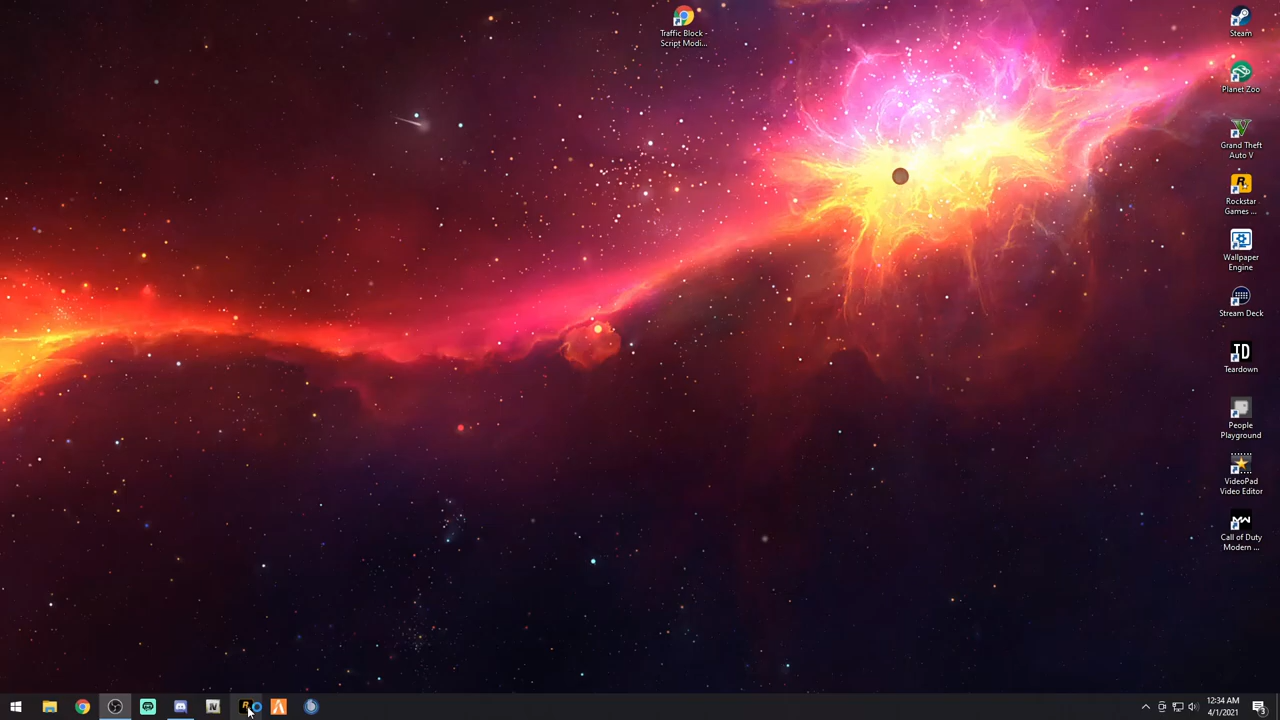 Traffic Block -
Script Modi...
Steam
Planet Zoo
Grand Theft
Auto V
Rockstar
Games ...
Wallpaper
Engine
Stream Deck
Teardown
People
Playground
VideoPad
Video Editor
Call of Duty
Modern ...
12:34 AM
4/1/2021